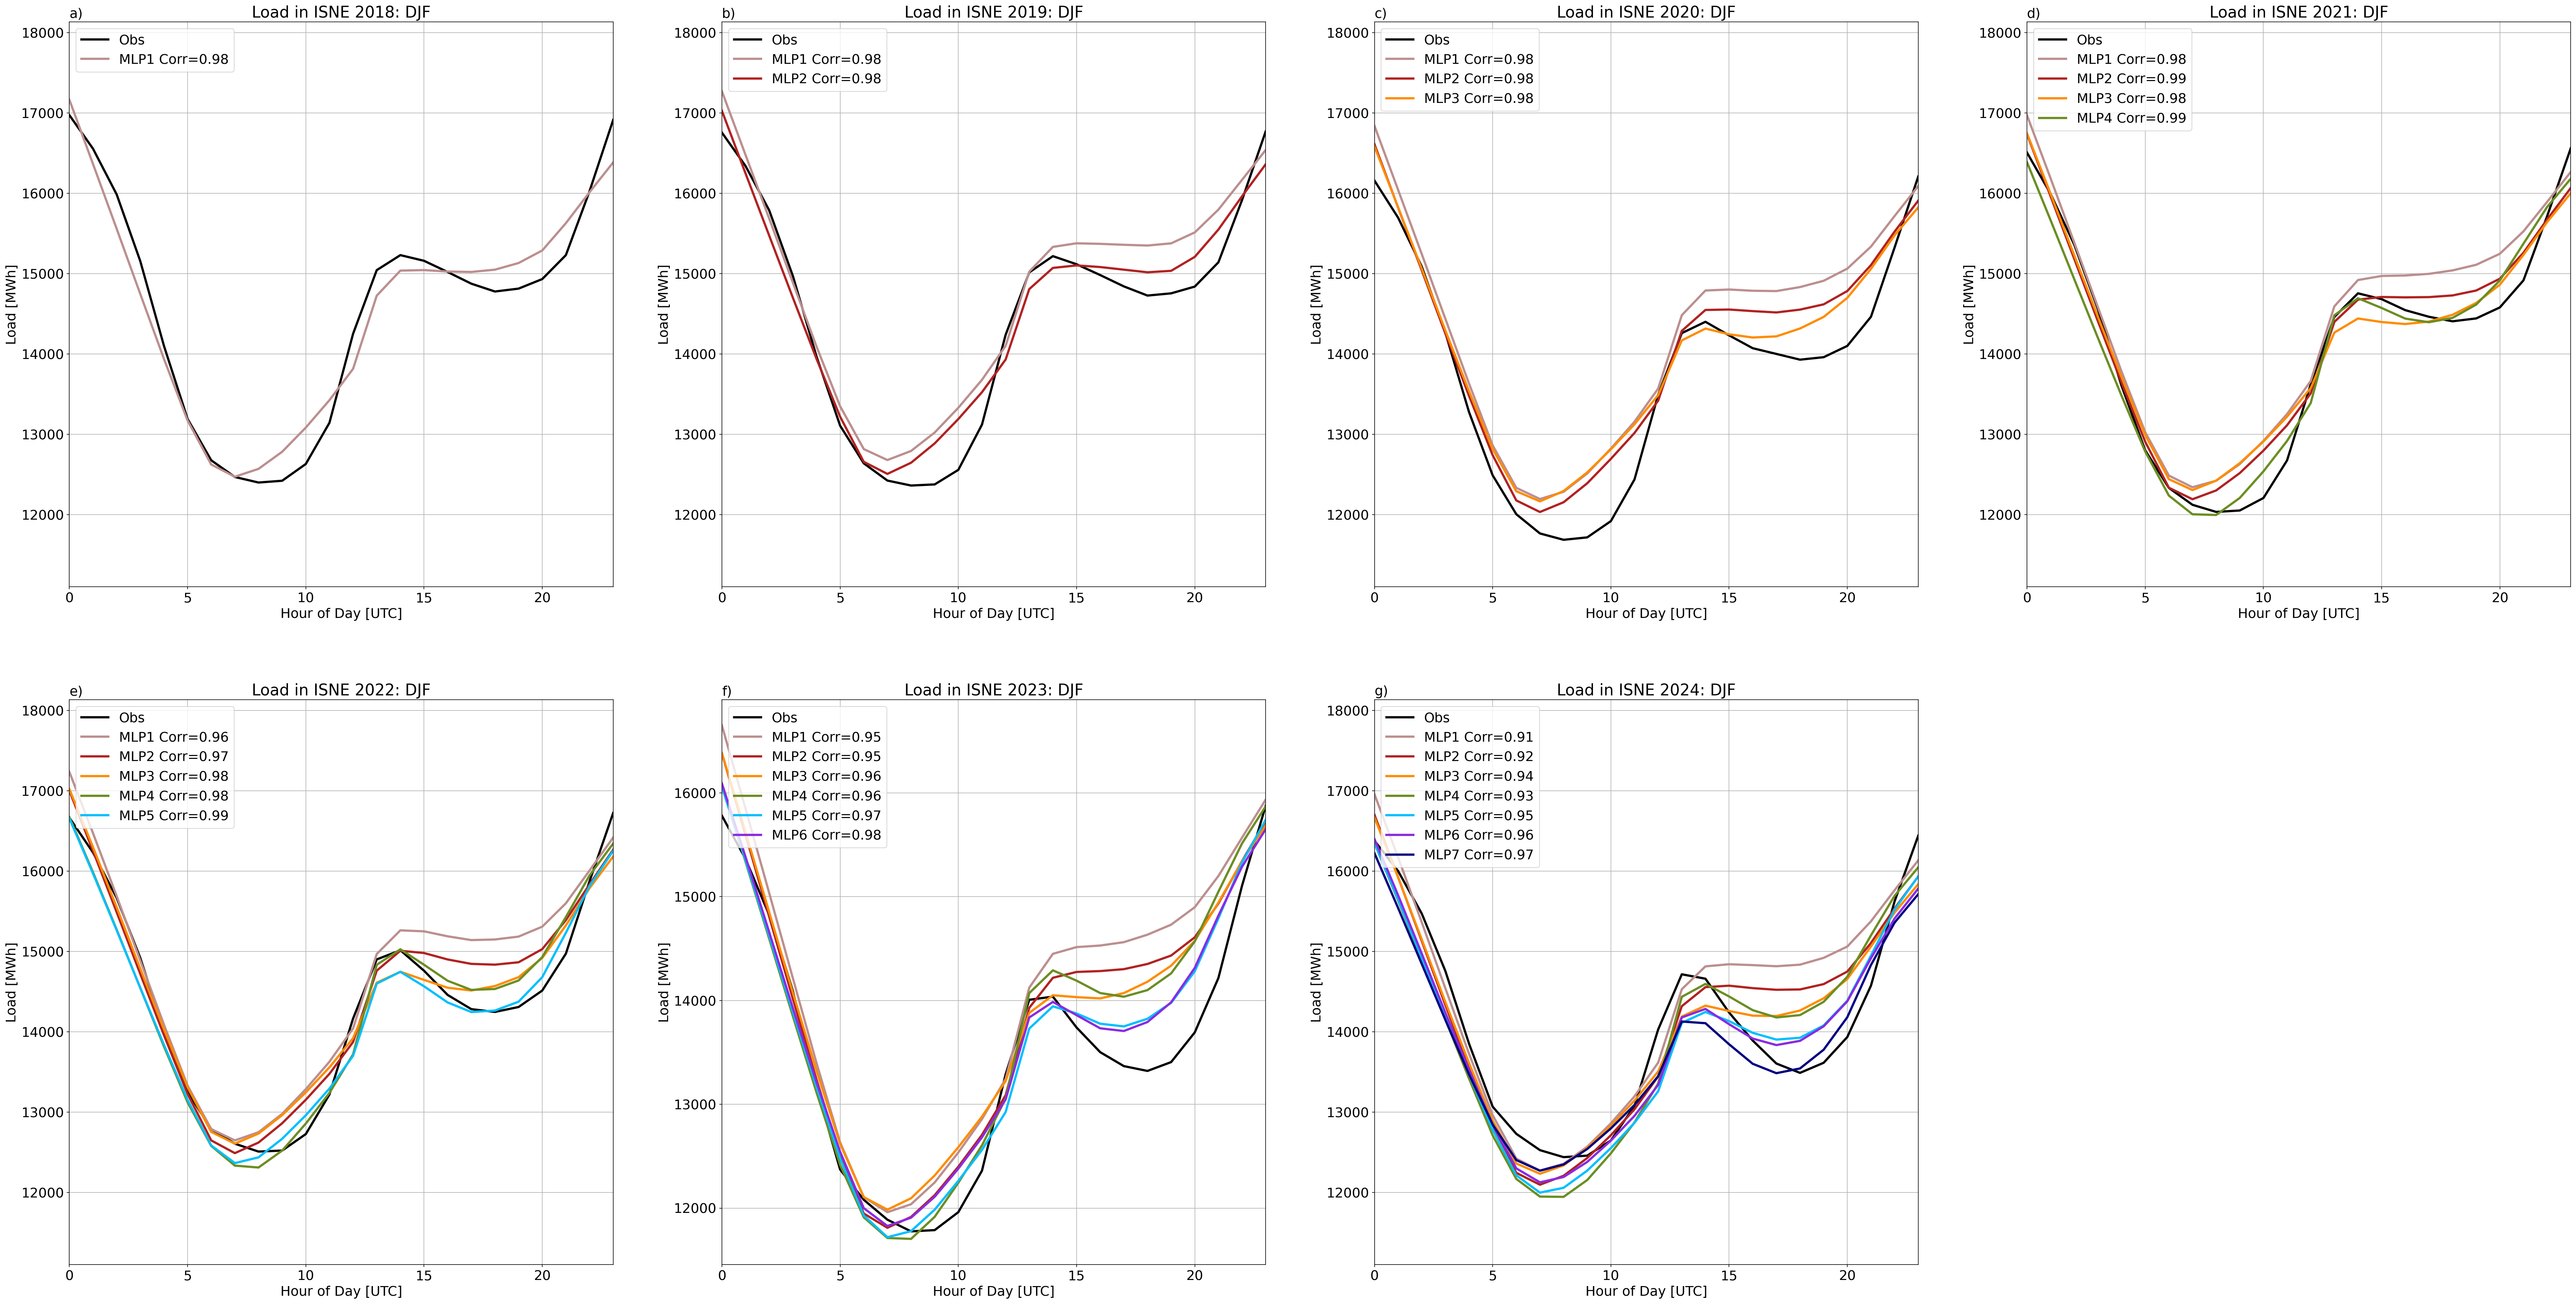 a) Load in ISNE 2018: DJF
Load [MWh]
18000
17000
16000
15000
14000
13000
12000
Obs
MLP1 Corr=0.98
0 5 10 15 20
Hour of Day [UTC]
b) Load in ISNE 2019: DJF
Load [MWh]
18000
17000
16000
15000
14000
13000
12000
Obs
MLP1 Corr=0.98
MLP2 Corr=0.98
0 5 10 15 20
Hour of Day [UTC]
c) Load in ISNE 2020: DJF
Load [MWh]
18000
17000
16000
15000
14000
13000
12000
Obs
MLP1 Corr=0.98
MLP2 Corr=0.98
MLP3 Corr=0.98
0 5 10 15 20
Hour of Day [UTC]
d) Load in ISNE 2021: DJF
Load [MWh]
18000
17000
16000
15000
14000
13000
12000
Obs
MLP1 Corr=0.98
MLP2 Corr=0.99
MLP3 Corr=0.98
MLP4 Corr=0.99
0 5 10 15 20
Hour of Day [UTC]
e) Load in ISNE 2022: DJF
Load [MWh]
18000
17000
16000
15000
14000
13000
12000
Obs
MLP1 Corr=0.96
MLP2 Corr=0.97
MLP3 Corr=0.98
MLP4 Corr=0.98
MLP5 Corr=0.99
0 5 10 15 20
Hour of Day [UTC]
f) Load in ISNE 2023: DJF
Load [MWh]
16000
15000
14000
13000
12000
Obs
MLP1 Corr=0.95
MLP2 Corr=0.95
MLP3 Corr=0.96
MLP4 Corr=0.96
MLP5 Corr=0.97
MLP6 Corr=0.98
0 5 10 15 20
Hour of Day [UTC]
g) Load in ISNE 2024: DJF
Load [MWh]
18000
17000
16000
15000
14000
13000
12000
Obs
MLP1 Corr=0.91
MLP2 Corr=0.92
MLP3 Corr=0.94
MLP4 Corr=0.93
MLP5 Corr=0.95
MLP6 Corr=0.96
MLP7 Corr=0.97
0 5 10 15 20
Hour of Day [UTC]